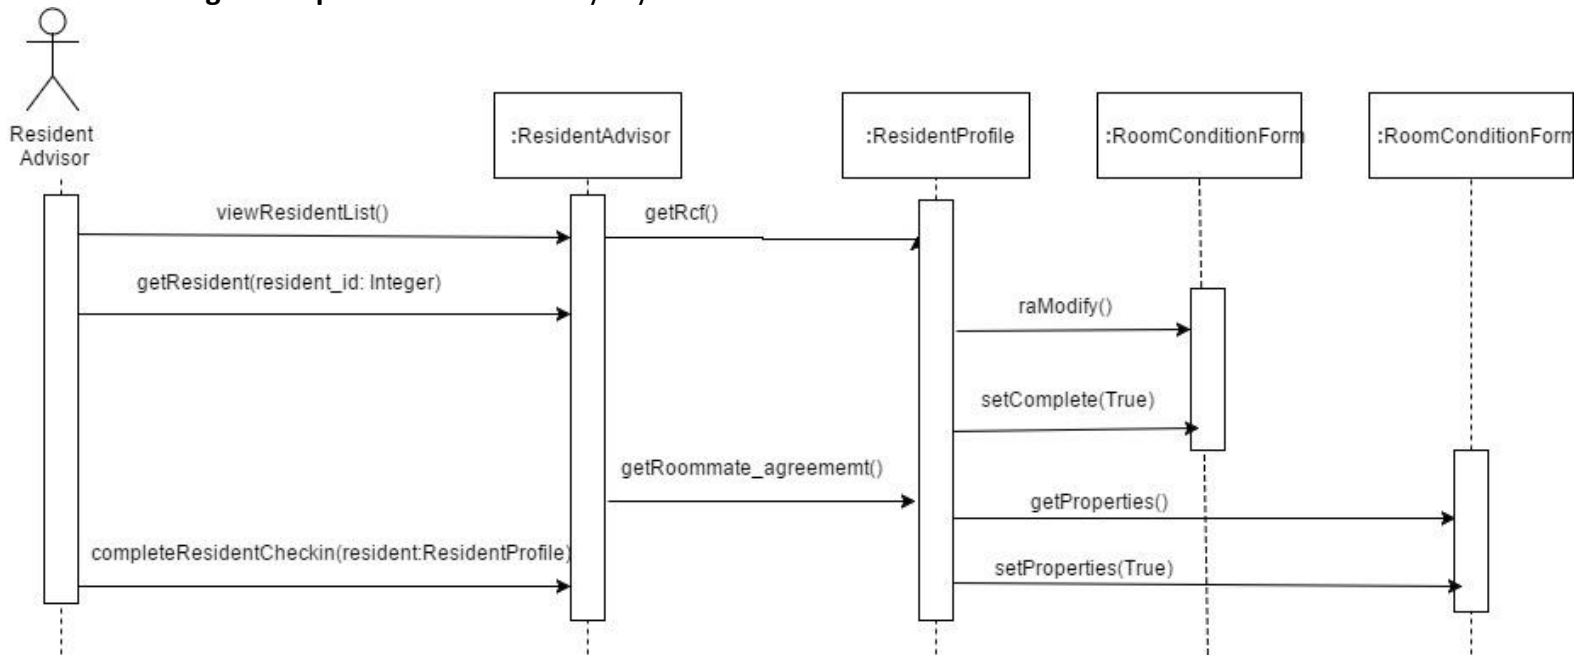 Resident
Advisor
:ResidentAdvisor
:ResidentProfile
:RoomConditionForm
:RoomConditionForm
viewResidentList()
getRcf()
getResident(resident_id: Integer)
raModify()
setComplete(True)
getRoommate_agreememt()
getProperties()
completeResidentCheckin(resident:ResidentProfile)
setProperties(True)